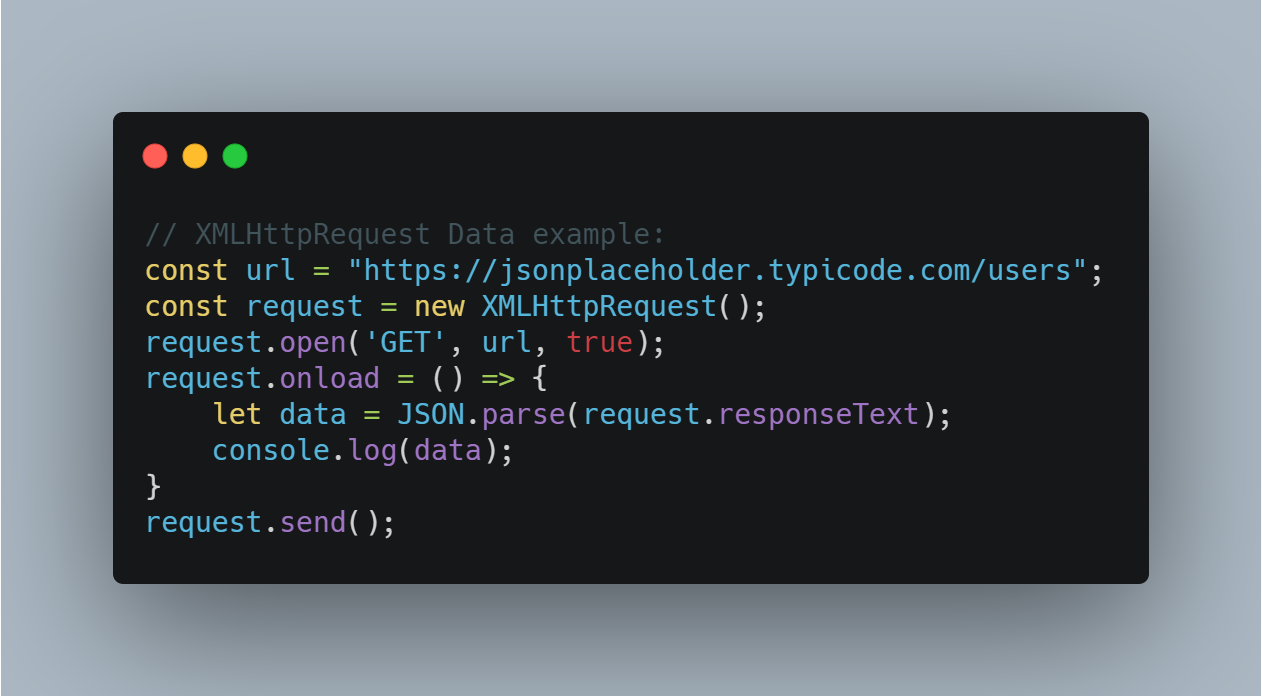 // XMLHttpRequest Data example:
const url = "https://jsonplaceholder.typicode.com/users";
const request = new XMLHttpRequest();
request.open('GET', url, true);
request.onload = () => {
    let data = JSON.parse(request.responseText);
    console.log(data);
}
request.send();